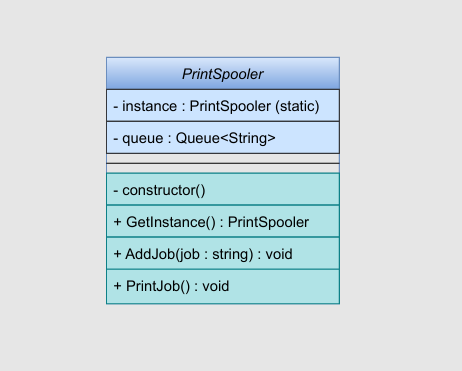 PrintSpooler
- instance : PrintSpooler (static)
- queue : Queue<String>
- constructor()
+ GetInstance() : PrintSpooler
+ AddJob(job : string) : void
+ PrintJob() : void